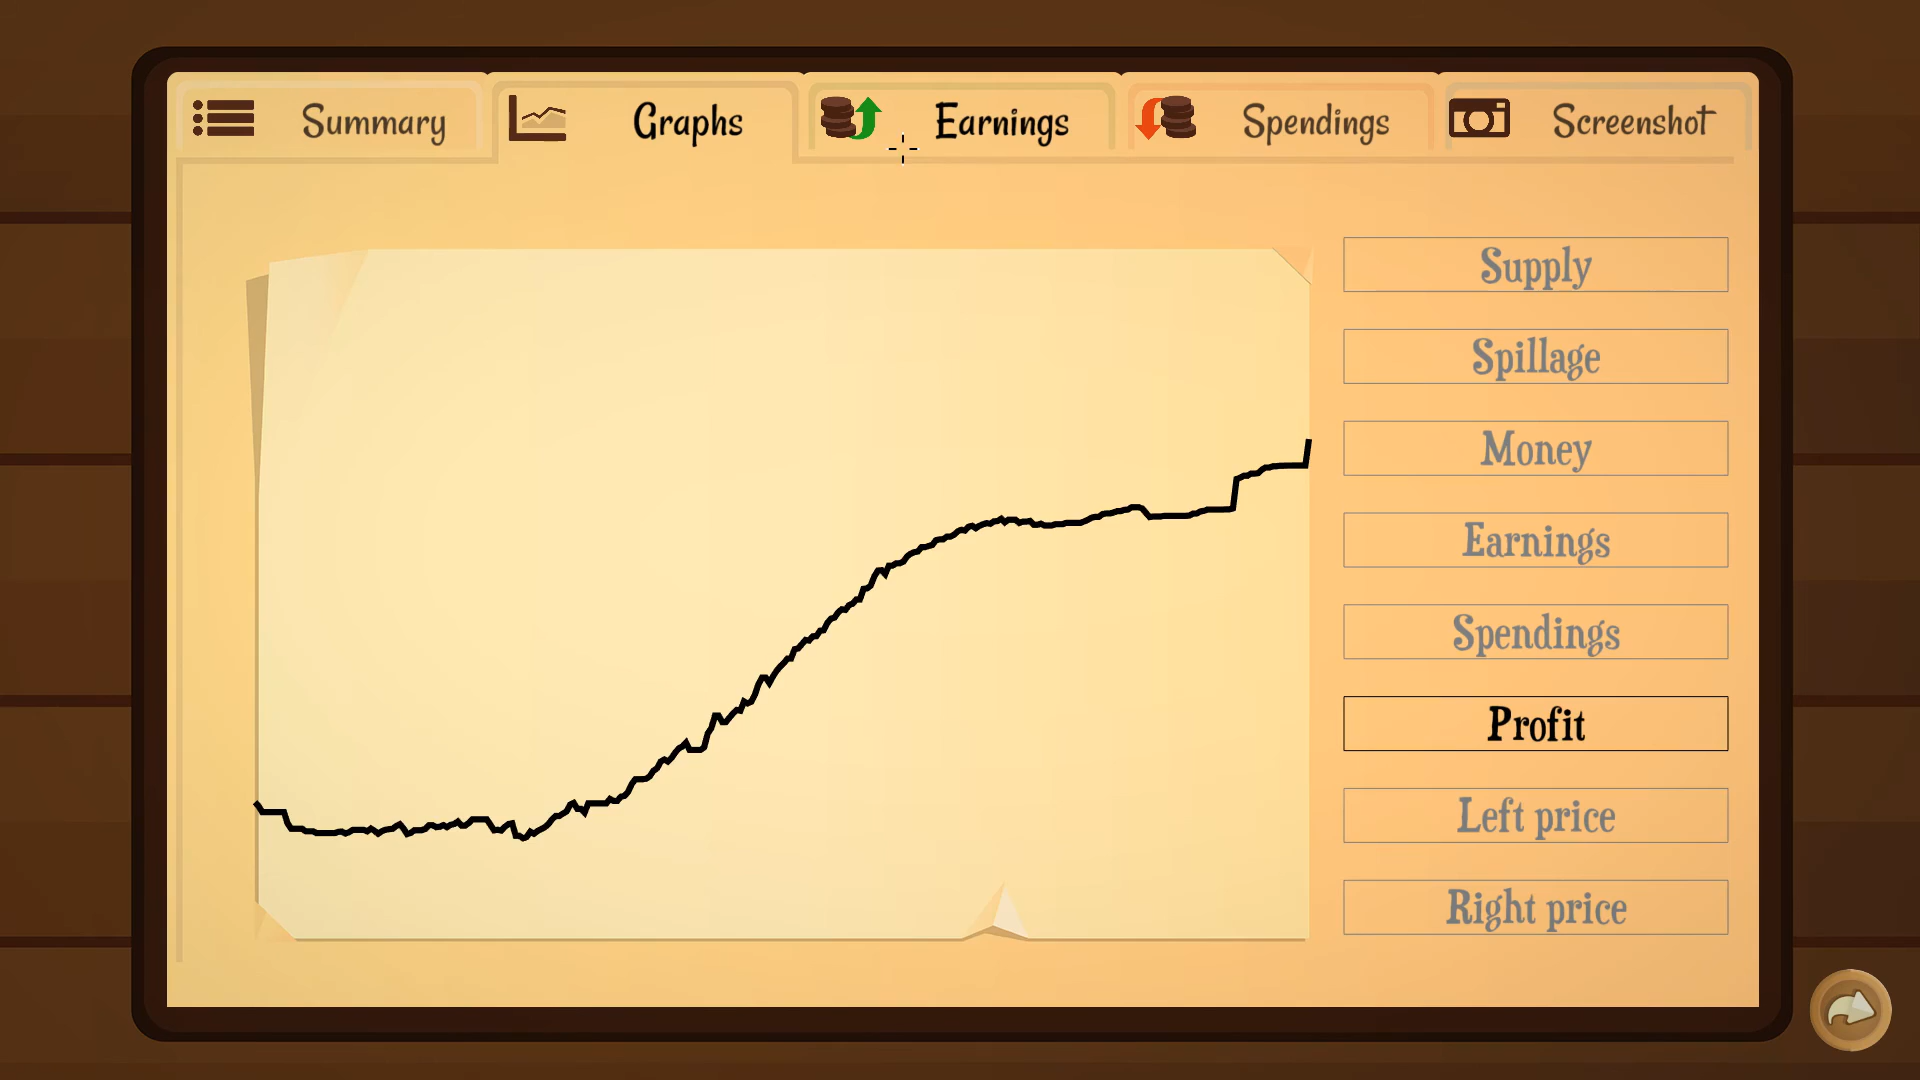 Summary
Graphs
Earnings
Spendings
Screenshot
Supply
Spillage
Money
Earnings
Spendings
Profit
Left price
Right price